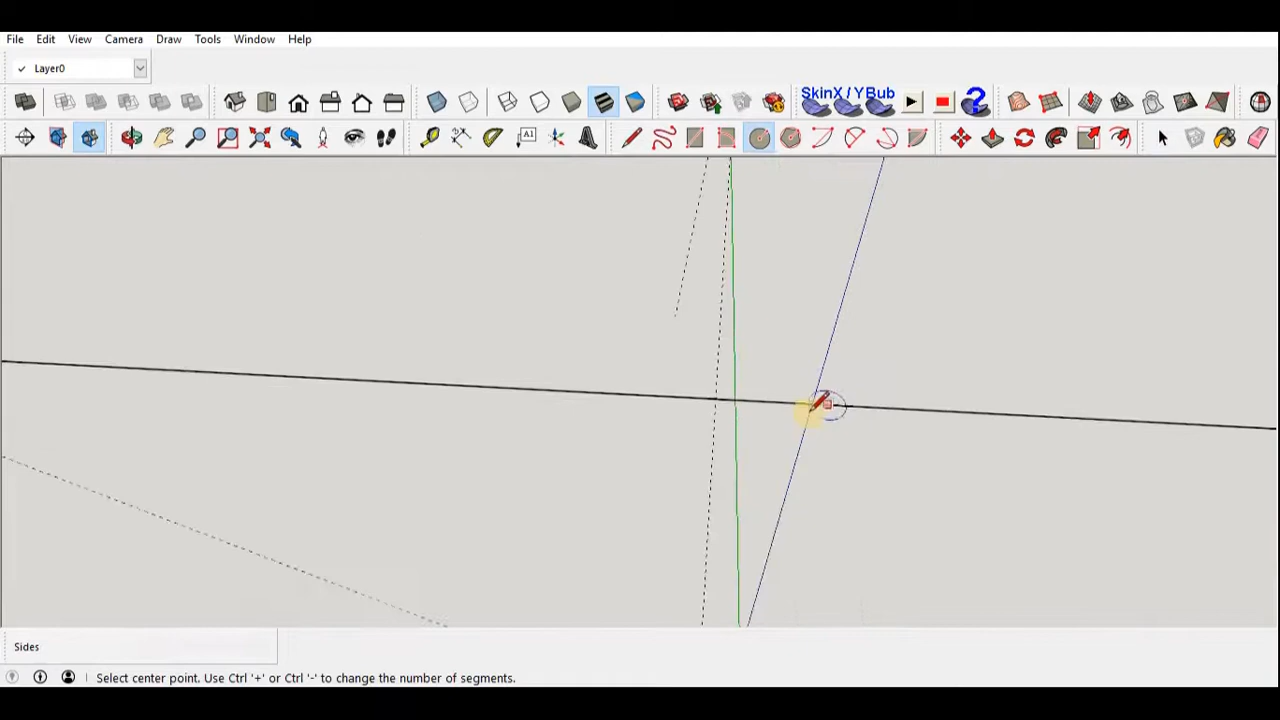 File Edit View Camera Draw Tools Window Help
Layer0
SkinX / YBub
?
A1
Sides
Select center point. Use Ctrl '+' or Ctrl '-' to change the number of segments.